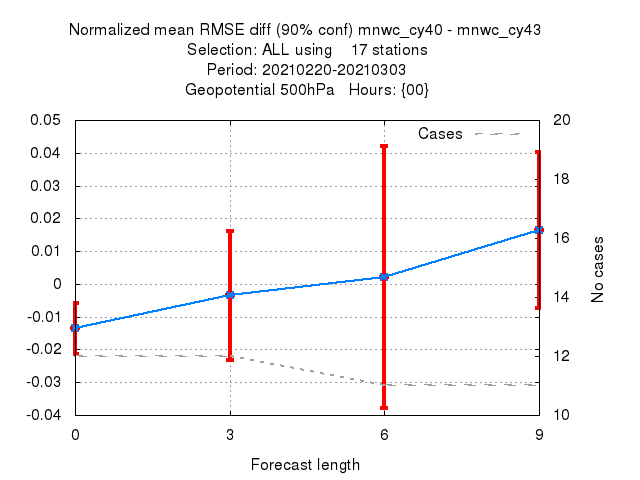 Normalized mean RMSE diff (90% conf) mnwc_cy40 - mnwc_cy43
Selection: ALL using    17 stations
Period: 20210220-20210303
Geopotential 500hPa   Hours: {00}
0.05
0.04
0.03
0.02
0.01
0
-0.01
-0.02
-0.03
-0.04
Cases
20
18
16
14
12
10
No cases
0
3
6
9
Forecast length